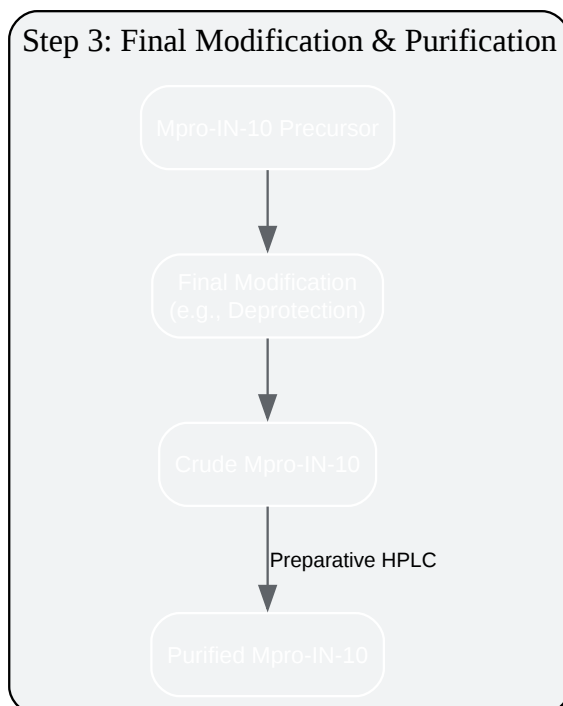 Step 3: Final Modification & Purification
Mpro-IN-10 Precursor
Final Modification
(e.g., Deprotection)
Crude Mpro-IN-10
Preparative HPLC
Purified Mpro-IN-10